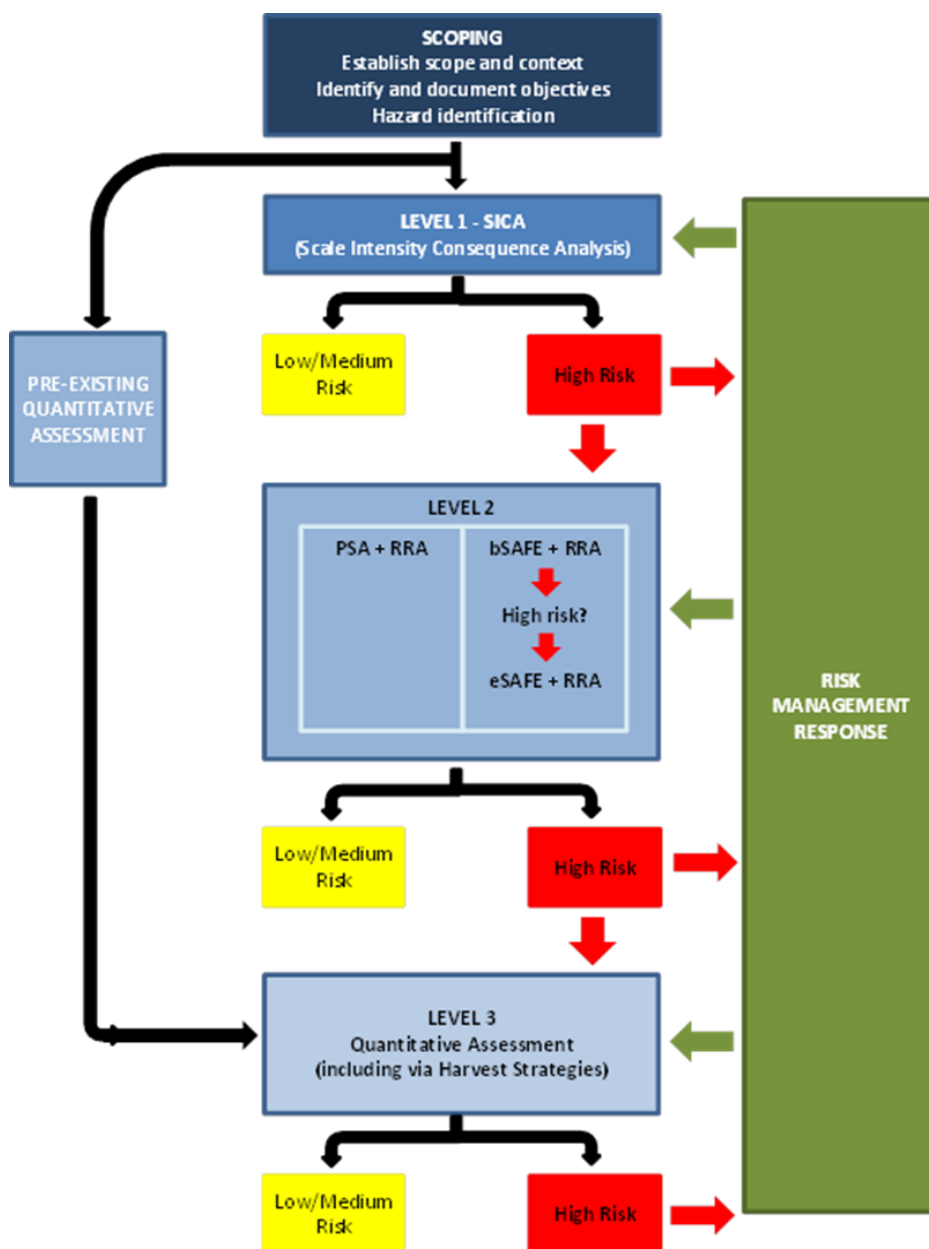 SCOPING
Establish scope and context
Identify and document objectives
Hazard identification
LEVEL 1 - SICA
(Scale Intensity Consequence Analysis)
Low/Medium
Risk
High Risk
PRE-EXISTING
QUANTITATIVE
ASSESSMENT
LEVEL 2
PSA + RRA
bSAFE + RRA
High risk?
eSAFE + RRA
RISK
MANAGEMENT
RESPONSE
Low/Medium
Risk
High Risk
LEVEL 3
Quantitative Assessment
(including via Harvest Strategies)
Low/Medium
Risk
High Risk